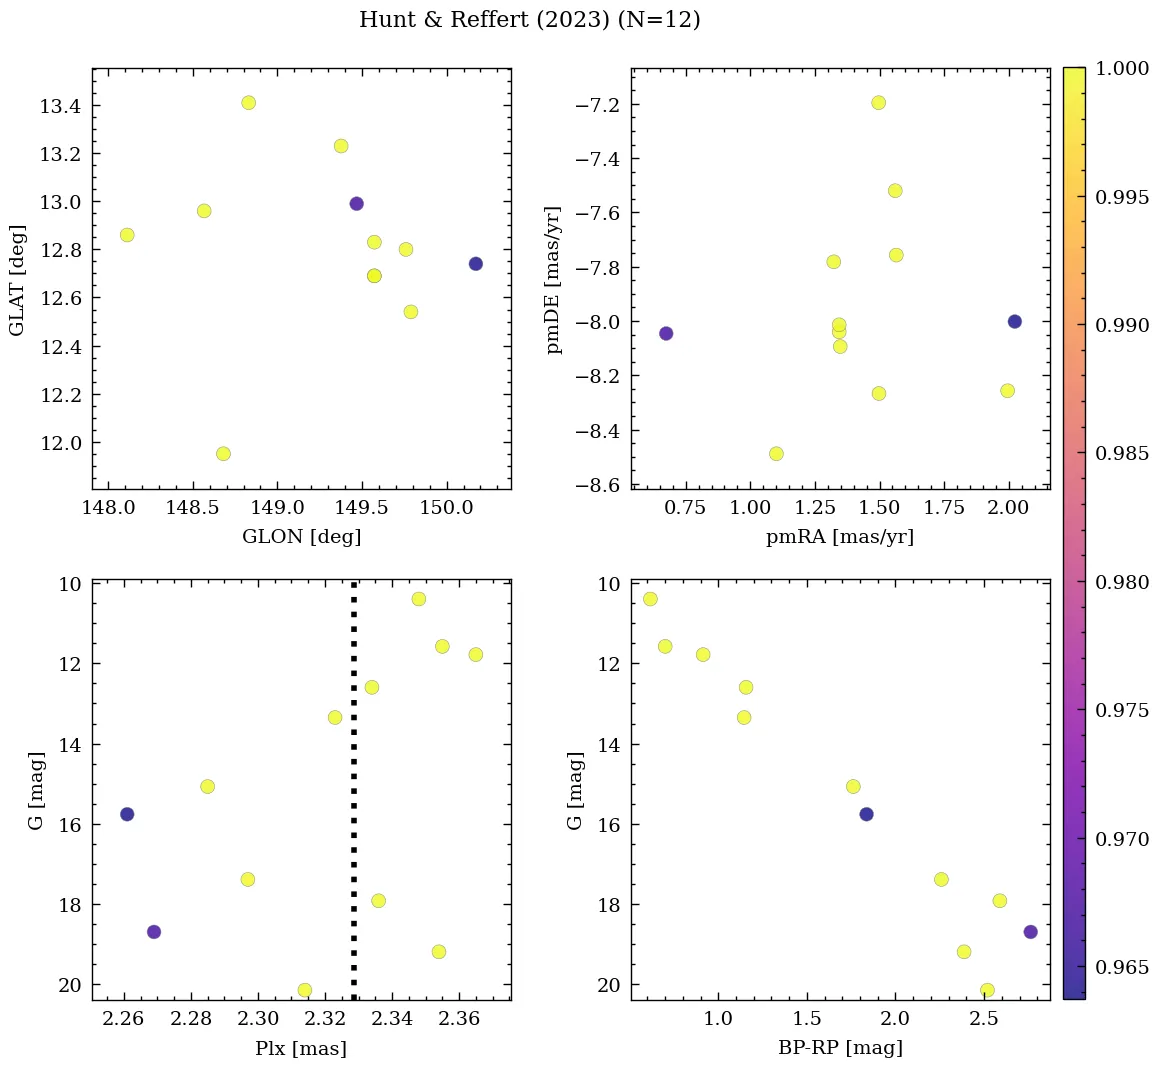 Hunt & Reffert (2023) (N=12)
13.4
13.2
13.0
12.8
12.6
12.4
12.2
12.0
GLAT [deg]
148.0 148.5 149.0 149.5 150.0
GLON [deg]
−7.2
−7.4
−7.6
−7.8
−8.0
−8.2
−8.4
−8.6
pmDE [mas/yr]
0.75 1.00 1.25 1.50 1.75 2.00
pmRA [mas/yr]
10
12
14
16
18
20
G [mag]
2.26 2.28 2.30 2.32 2.34 2.36
Plx [mas]
10
12
14
16
18
20
G [mag]
1.0 1.5 2.0 2.5
BP-RP [mag]
1.000
0.995
0.990
0.985
0.980
0.975
0.970
0.965